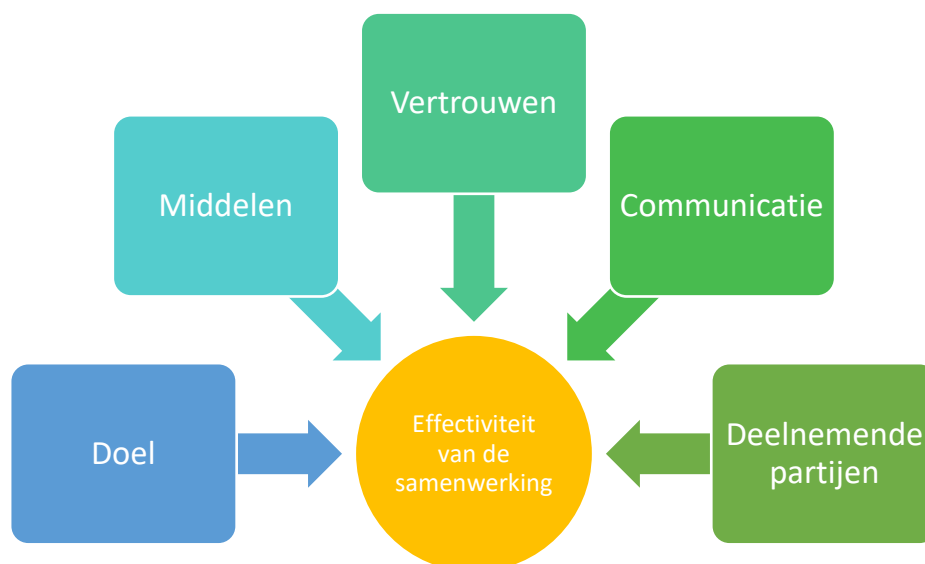 Vertrouwen
Middelen
Communicatie
Doel
Effectiviteit
van de
samenwerking
Deelnemende
partijen